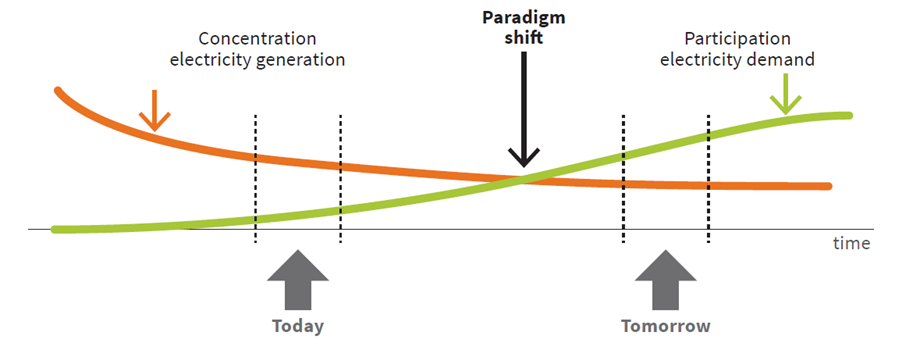 Paradigm
shift
Concentration
electricity generation
Participation
electricity demand
time
Today
Tomorrow